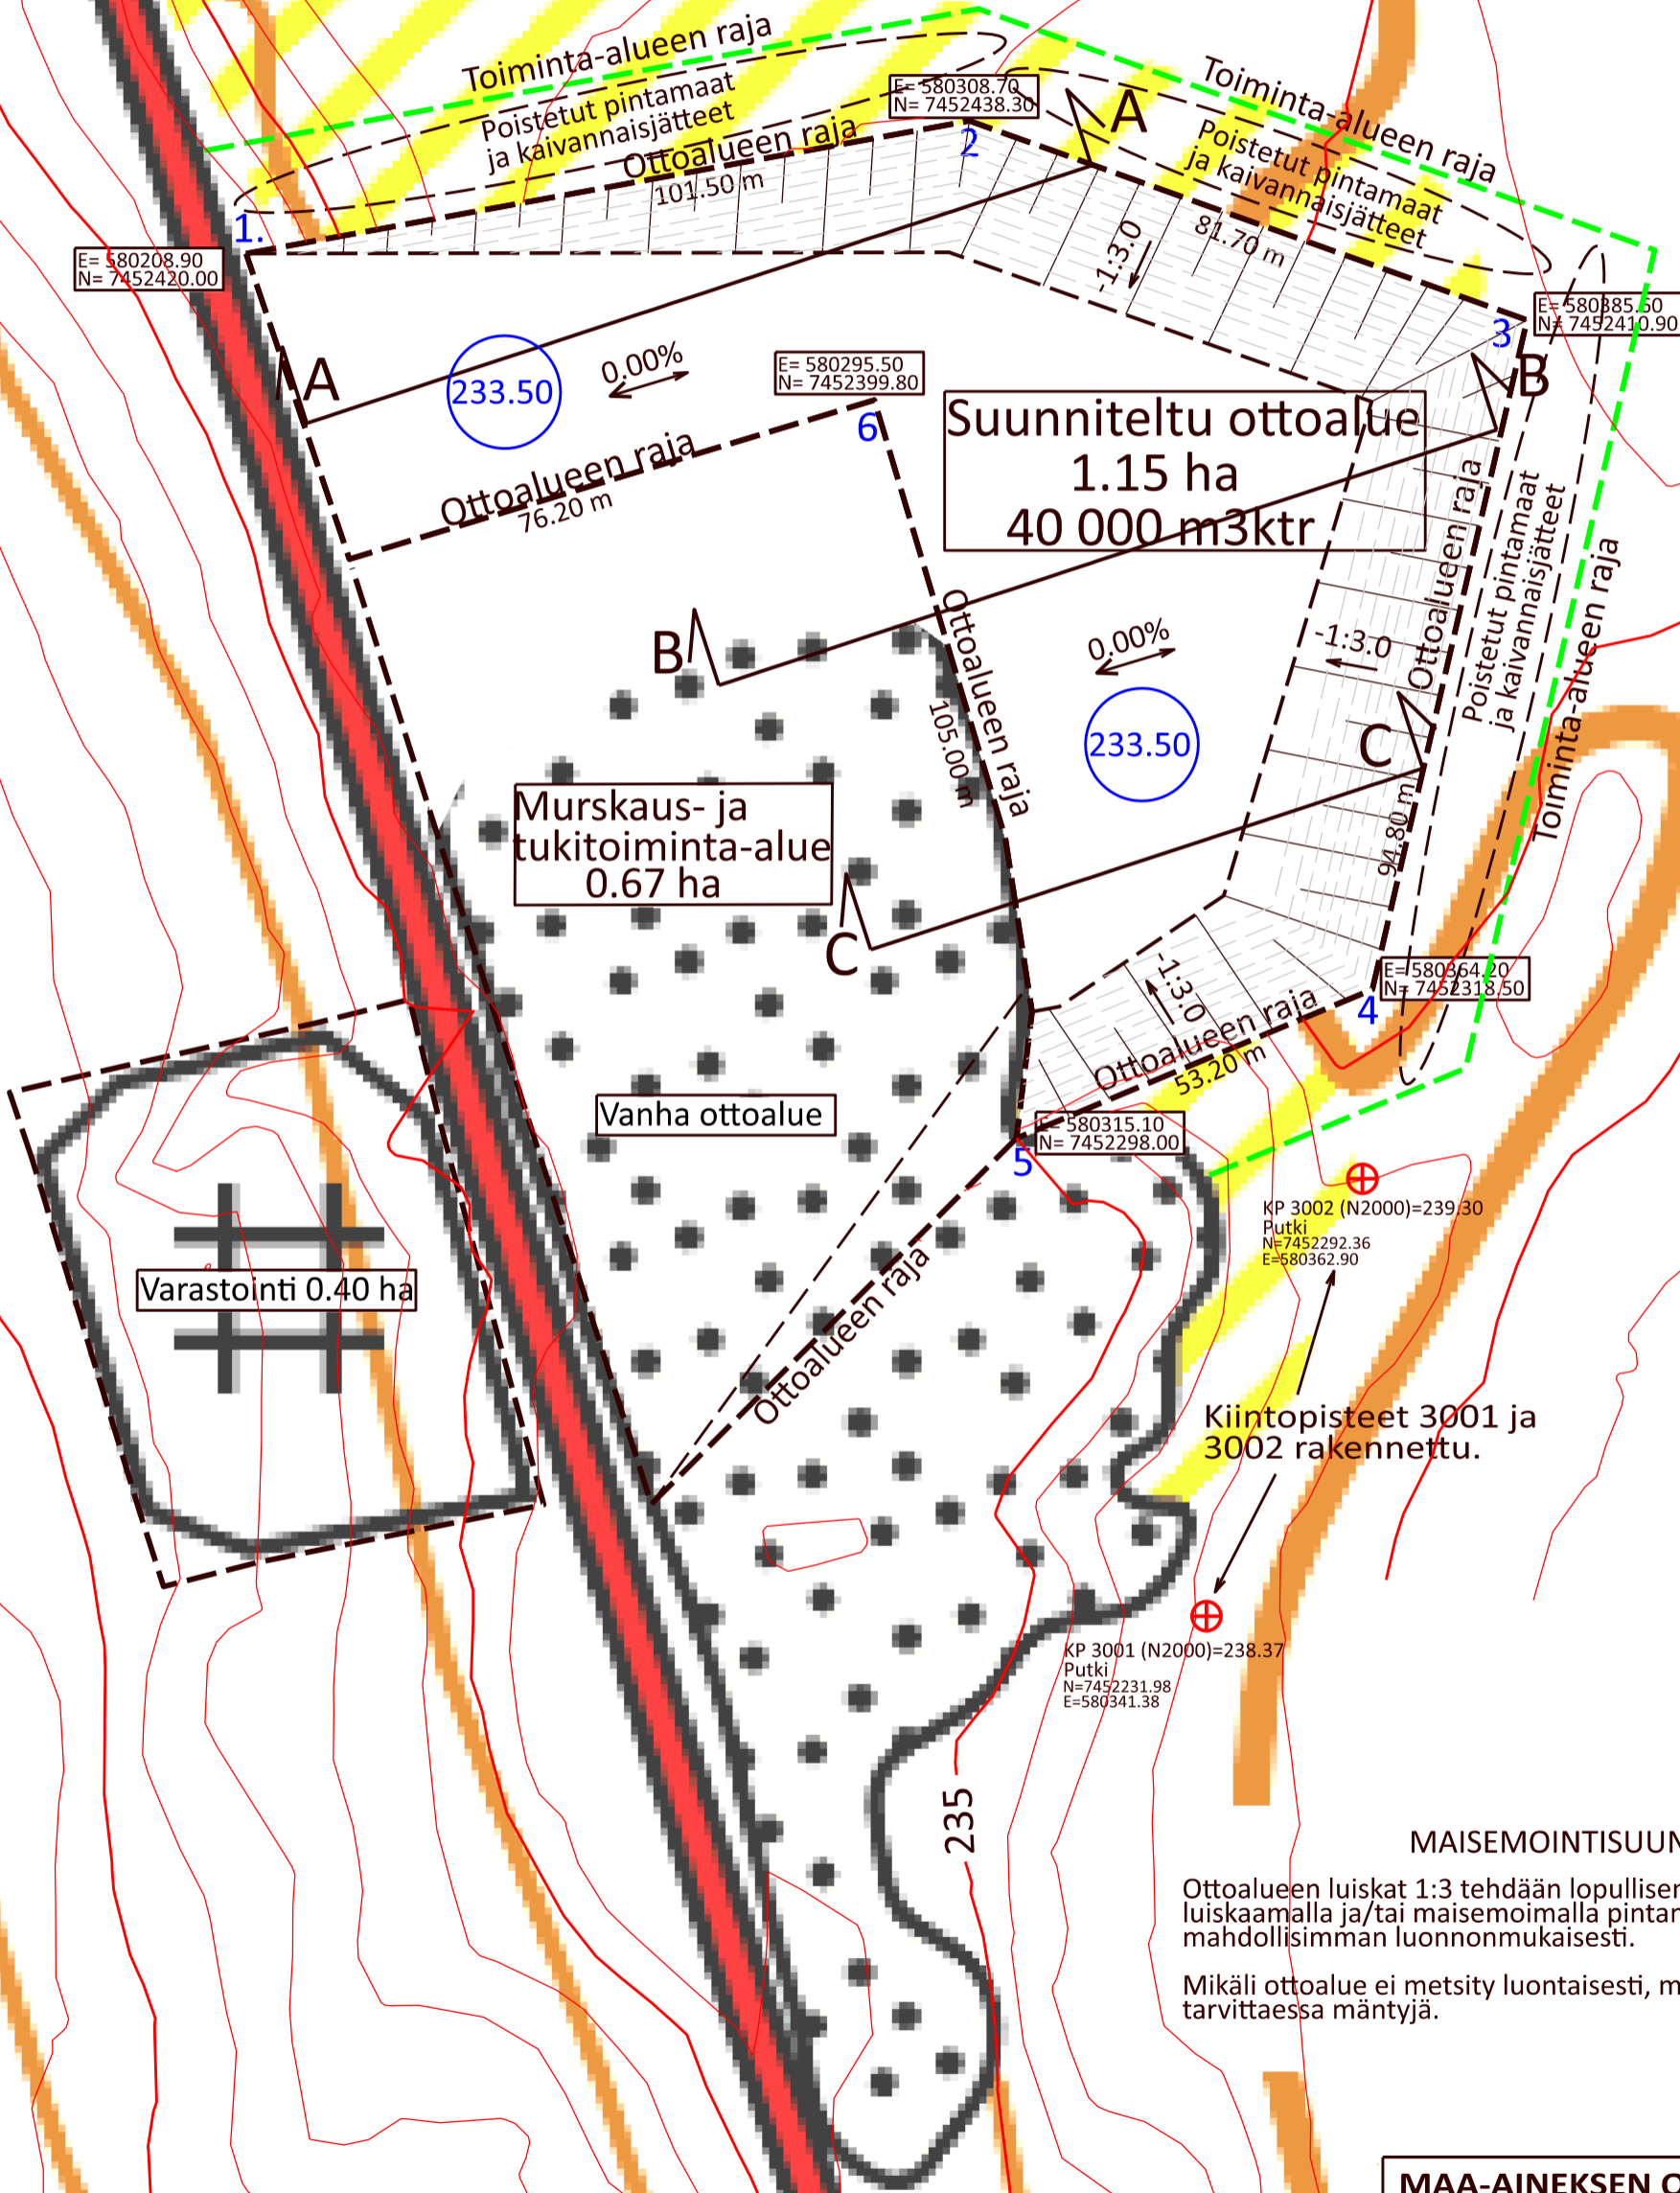 Toiminta-alueen raja
Poistetut pintamaat
ja kaivannaisjätteet
Ottoalueen raja
101.50 m
E= 580308.70
N= 7452438.30
2
A
Toiminta-alueen raja
Poistetut pintamaat
ja kaivannaisjätteet
81.70 m
-1:3.0
1.
E= 580208.90
N= 7452420.00
E= 580385.60
N= 7452410.90
3
B
A
233.50
0.00%
E= 580295.50
N= 7452399.80
6
Ottoalueen raja
76.20 m
Suunniteltu ottoalue
1.15 ha
40 000 m3ktr
Ottoalueen raja
Poistetut pintamaat
ja kaivannaisjätteet
Toiminta-alueen raja
B
Ottoalueen raja
105.00 m
0.00%
233.50
-1:3.0
C
94.80 m
Murskaus- ja
tukitoiminta-alue
0.67 ha
C
-1:3.0
E= 580364.20
N= 7452318.50
4
Ottoalueen raja
53.20 m
Vanha ottoalue
E= 580315.10
N= 7452298.00
5
KP 3002 (N2000)=239.30
Putki
N=7452292.36
E=580362.90
Varastointi 0.40 ha
Ottoalueen raja
Kiintopisteet 3001 ja
3002 rakennettu.
KP 3001 (N2000)=238.37
Putki
N=7452231.98
E=580341.38
235
MAISEMOINTISUUN
Ottoalueen luiskat 1:3 tehdään lopullisen
luiskaamalla ja/tai maisemoimalla pintam
mahdollisimman luonnonmukaisesti.
Mikäli ottoalue ei metsity luontaisesti, m
tarvittaessa mäntyjä.
MAA-AINEKSEN O